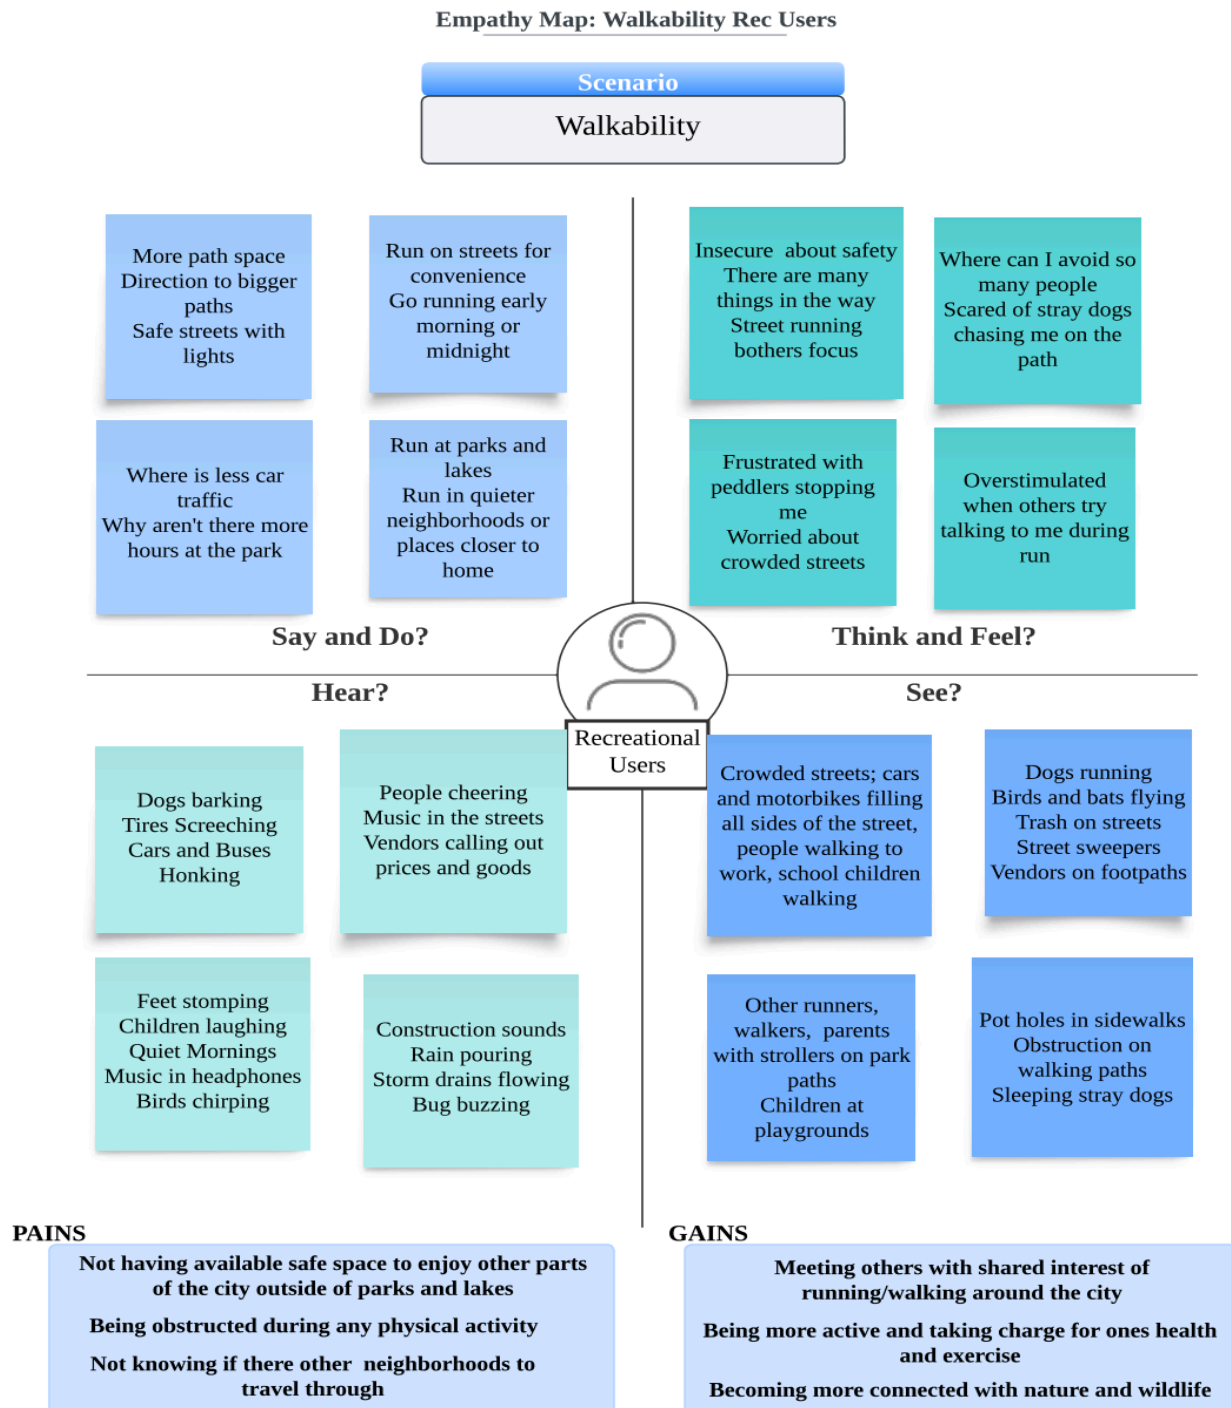 Empathy Map: Walkability Rec Users
Scenario
Walkability
More path space
Direction to bigger
paths
Safe streets with
lights
Run on streets for
convenience
Go running early
morning or
midnight
Where is less car
traffic
Why aren't there more
hours at the park
Run at parks and
lakes
Run in quieter
neighborhoods or
places closer to
home
Say and Do?
Insecure about safety
There are many
things in the way
Street running
bothers focus
Where can I avoid so
many people
Scared of stray dogs
chasing me on the
path
Frustrated with
peddlers stopping
me
Worried about
crowded streets
Overstimulated
when others try
talking to me during
run
Think and Feel?
Recreational
Users
Hear?
Dogs barking
Tires Screeching
Cars and Buses
Honking
People cheering
Music in the streets
Vendors calling out
prices and goods
Feet stomping
Children laughing
Quiet Mornings
Music in headphones
Birds chirping
Construction sounds
Rain pouring
Storm drains flowing
Bug buzzing
See?
Crowded streets; cars
and motorbikes filling
all sides of the street,
people walking to
work, school children
walking
Dogs running
Birds and bats flying
Trash on streets
Street sweepers
Vendors on footpaths
Other runners,
walkers, parents
with strollers on park
paths
Children at
playgrounds
Pot holes in sidewalks
Obstruction on
walking paths
Sleeping stray dogs
PAINS
Not having available safe space to enjoy other parts
of the city outside of parks and lakes
Being obstructed during any physical activity
Not knowing if there other neighborhoods to
travel through
GAINS
Meeting others with shared interest of
running/walking around the city
Being more active and taking charge for ones health
and exercise
Becoming more connected with nature and wildlife